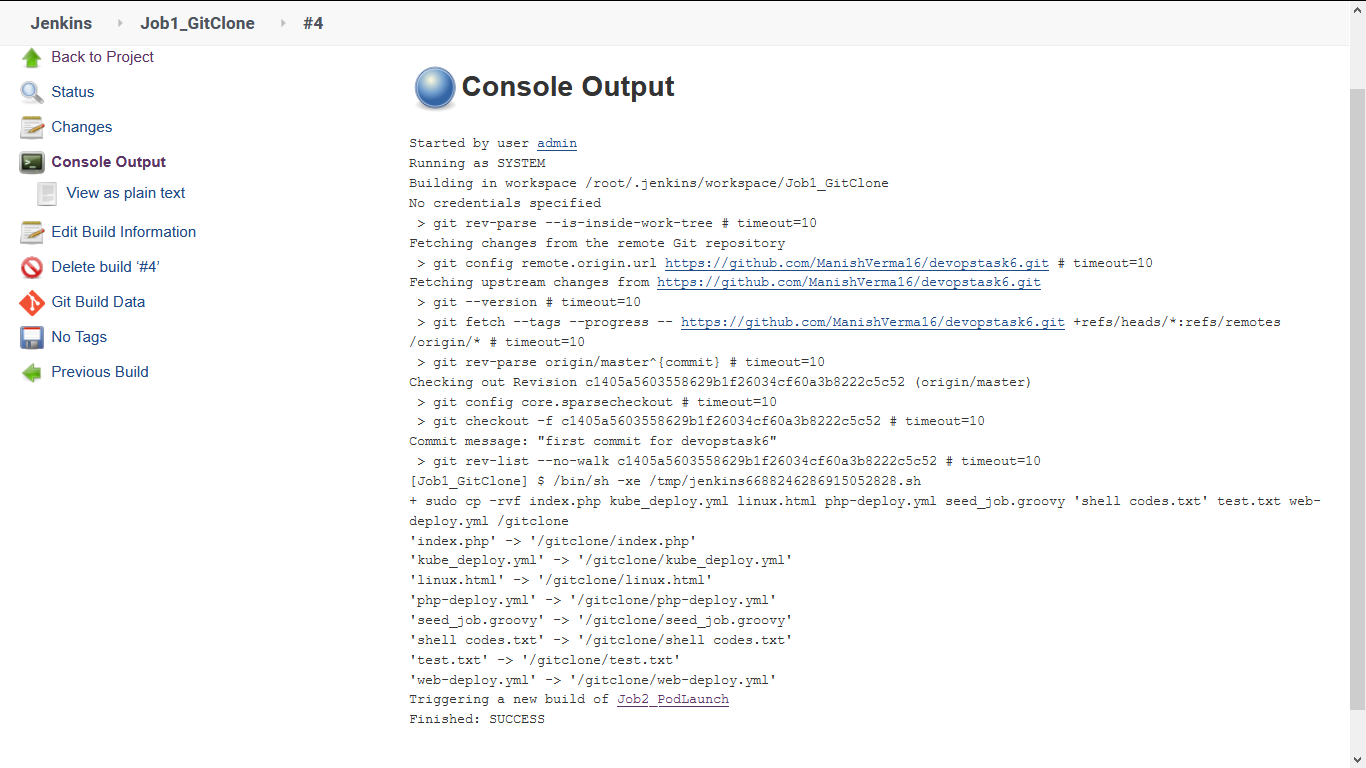 Jenkins Job1_GitClone #4
Back to Project
Status
Changes
Console Output
View as plain text
Edit Build Information
Delete build ‘#4’
Git Build Data
No Tags
Previous Build
Console Output
Started by user admin
Running as SYSTEM
Building in workspace /root/.jenkins/workspace/Job1_GitClone
No credentials specified
 > git rev-parse --is-inside-work-tree # timeout=10
Fetching changes from the remote Git repository
 > git config remote.origin.url https://github.com/ManishVerma16/devopstask6.git # timeout=10
Fetching upstream changes from https://github.com/ManishVerma16/devopstask6.git
 > git --version # timeout=10
 > git fetch --tags --progress -- https://github.com/ManishVerma16/devopstask6.git +refs/heads/*:refs/remotes
/origin/* # timeout=10
 > git rev-parse origin/master^{commit} # timeout=10
Checking out Revision c1405a5603558629b1f26034cf60a3b8222c5c52 (origin/master)
 > git config core.sparsecheckout # timeout=10
 > git checkout -f c1405a5603558629b1f26034cf60a3b8222c5c52 # timeout=10
Commit message: "first commit for devopstask6"
 > git rev-list --no-walk c1405a5603558629b1f26034cf60a3b8222c5c52 # timeout=10
[Job1_GitClone] $ /bin/sh -xe /tmp/jenkins6688246286915052828.sh
+ sudo cp -rvf index.php kube_deploy.yml linux.html php-deploy.yml seed_job.groovy 'shell codes.txt' test.txt web-
deploy.yml /gitclone
'index.php' -> '/gitclone/index.php'
'kube_deploy.yml' -> '/gitclone/kube_deploy.yml'
'linux.html' -> '/gitclone/linux.html'
'php-deploy.yml' -> '/gitclone/php-deploy.yml'
'seed_job.groovy' -> '/gitclone/seed_job.groovy'
'shell codes.txt' -> '/gitclone/shell codes.txt'
'test.txt' -> '/gitclone/test.txt'
'web-deploy.yml' -> '/gitclone/web-deploy.yml'
Triggering a new build of Job2_PodLaunch
Finished: SUCCESS